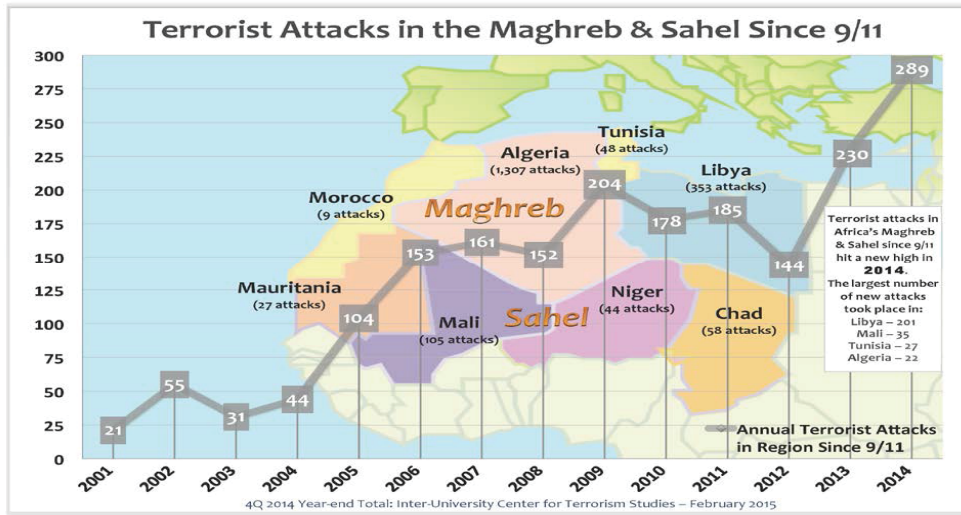 Terrorist Attacks in the Maghreb & Sahel Since 9/11
300
275
250
225
200
175
150
125
100
75
50
25
0
21
55
31
44
104
153
161
152
204
178
185
144
230
289
Morocco
(9 attacks)
Algeria
(1,307 attacks)
Tunisia
(48 attacks)
Libya
(353 attacks)
Maghreb
Mauritania
(27 attacks)
Mali
(105 attacks)
Sahel
Niger
(44 attacks)
Chad
(58 attacks)
Terrorist attacks in
Africa's Maghreb
& Sahel since 9/11
hit a new high in
2014.
The largest number
of new attacks
took place in:
Libya – 201
Mali – 35
Tunisia – 27
Algeria – 22
Annual Terrorist Attacks
in Region Since 9/11
2001
2002
2003
2004
2005
2006
2007
2008
2009
2010
2011
2012
2013
2014
4Q 2014 Year-end Total: Inter-University Center for Terrorism Studies – February 2015